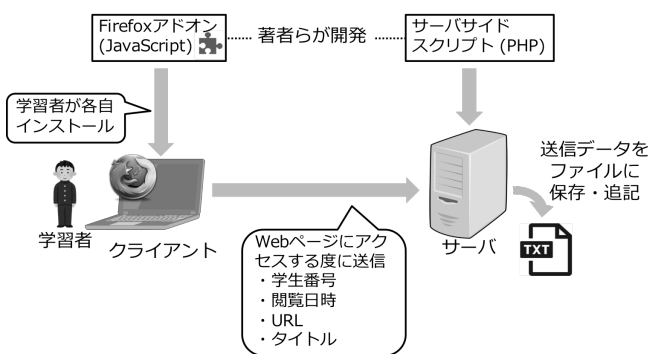 Firefoxアドオン
(JavaScript)
…… 著者らが開発 ……
サーバサイド
スクリプト (PHP)
学習者が各自
インストール
学習者
クライアント
Webページにアク
セスする度に送信
・学生番号
・閲覧日時
・URL
・タイトル
サーバ
送信データを
ファイルに
保存・追記
TXT